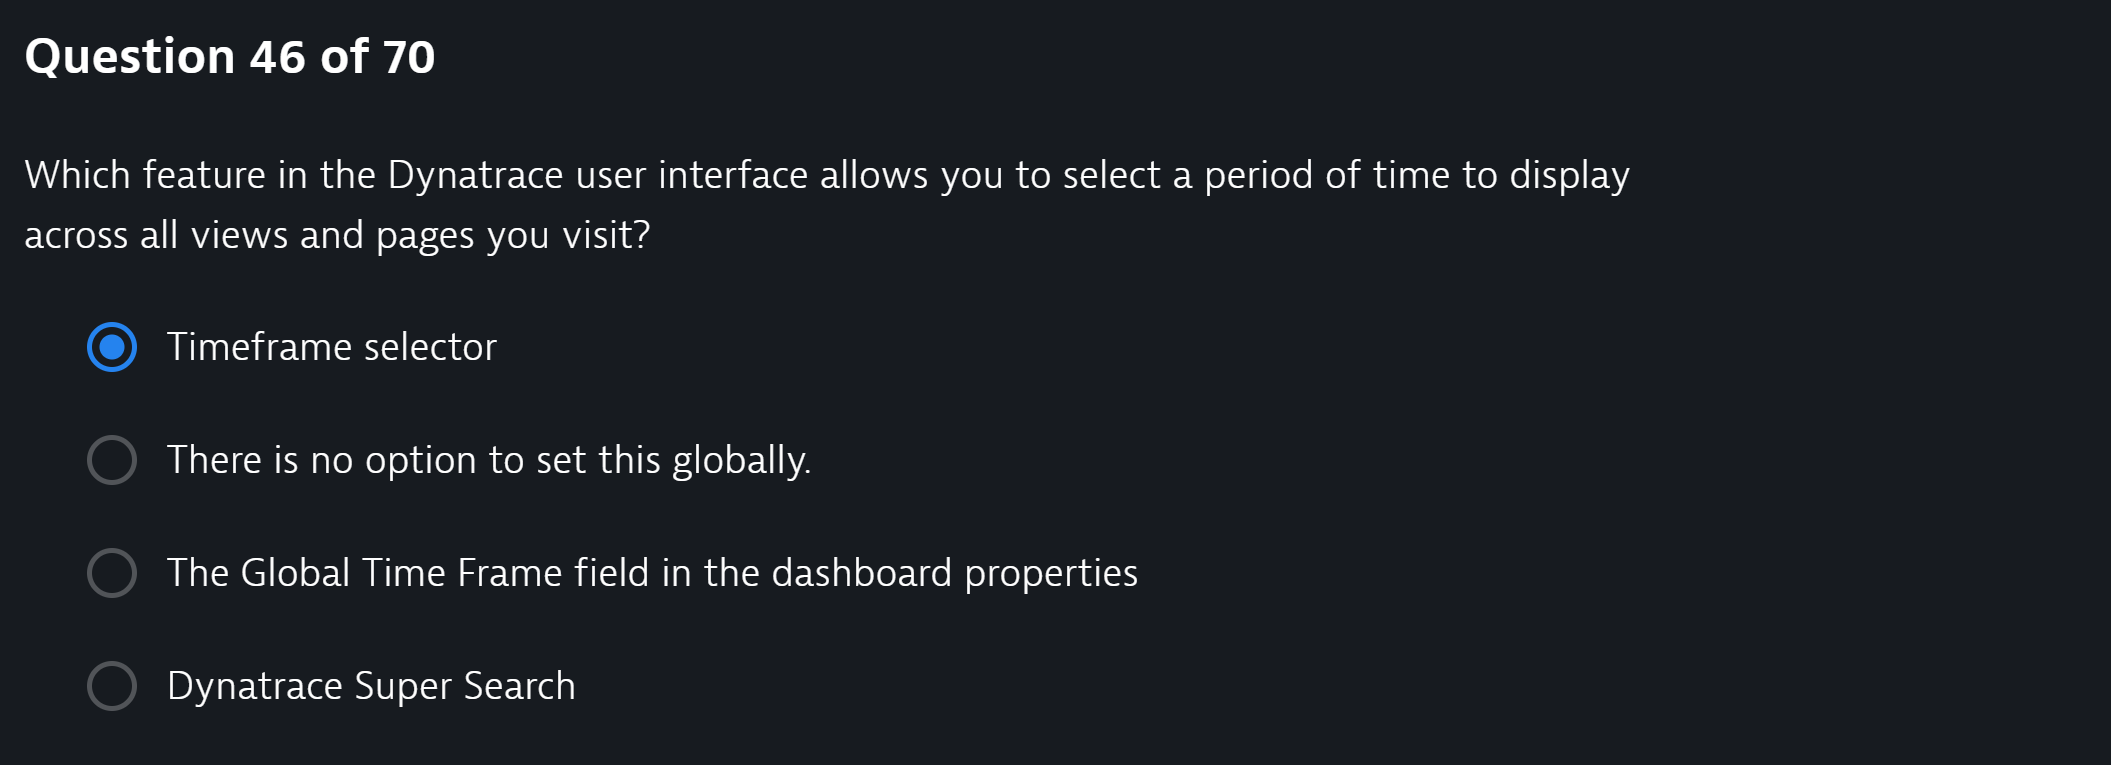 Question 46 of 70
Which feature in the Dynatrace user interface allows you to select a period of time to display
across all views and pages you visit?
Timeframe selector
There is no option to set this globally.
The Global Time Frame field in the dashboard properties
Dynatrace Super Search